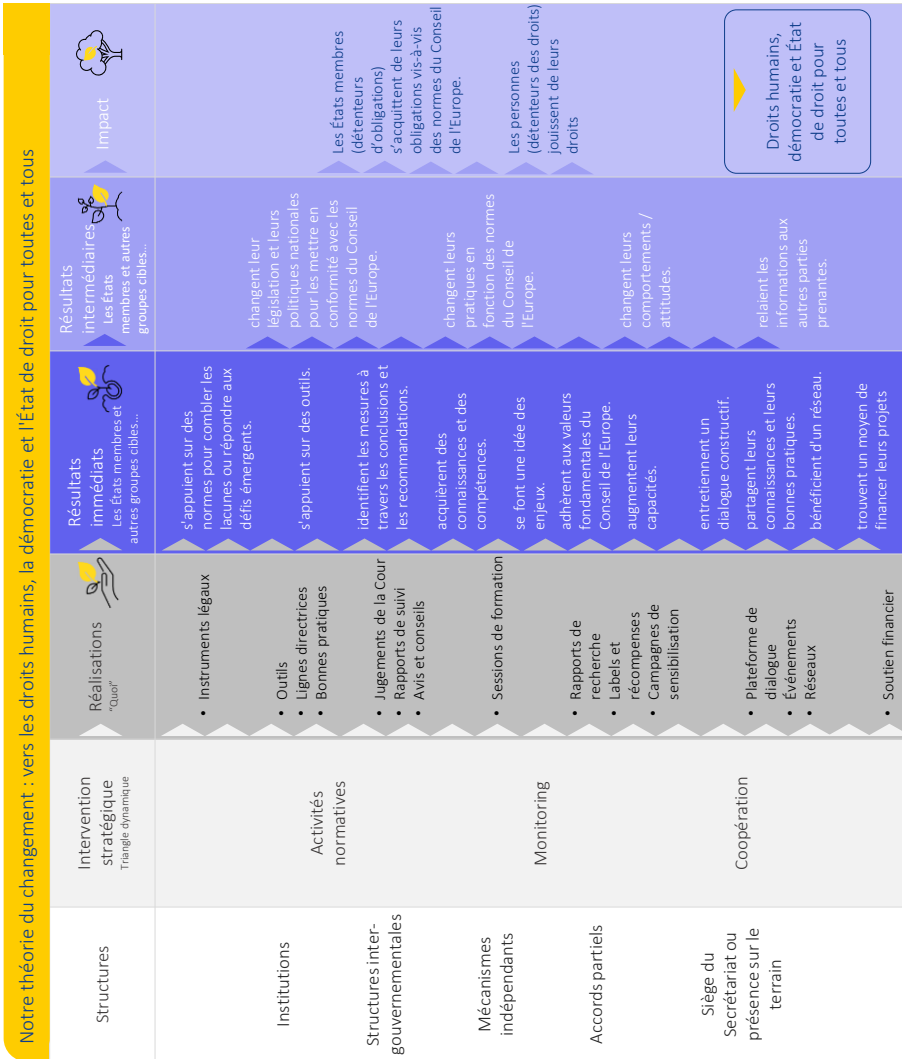 Notre théorie du changement : vers les droits humains, la démocratie et l'État de droit pour toutes et tous
Structures
Institutions
Structures inter-
gouvernementales
Mécanismes
indépendants
Accords partiels
Siège du
Secrétariat ou
présence sur le
terrain
Intervention
stratégique
Triangle dynamique
Activités
normatives
Monitoring
Coopération
Réalisations
"Quoi"
• Instruments légaux
• Outils
• Lignes directrices
• Bonnes pratiques
• Jugements de la Cour
• Rapports de suivi
• Avis et conseils
• Sessions de formation
• Rapports de
recherche
• Labels et
récompenses
• Campagnes de
sensibilisation
• Plateforme de
dialogue
• Événements
• Réseaux
• Soutien financier
Résultats
immédiats
Les États membres et
autres groupes cibles...
s'appuient sur des
normes pour combler les
lacunes ou répondre aux
défis émergents.
s'appuient sur des outils.
identifient les mesures à
travers les conclusions et
les recommandations.
acquièrent des
connaissances et des
compétences.
se font une idée des
enjeux.
adhérent aux valeurs
fondamentales du
Conseil de l'Europe.
augmentent leurs
capacités.
entretiennent un
dialogue constructif.
partagent leurs
connaissances et leurs
bonnes pratiques.
bénéficient d'un réseau.
trouvent un moyen de
financer leurs projets
Résultats
intermédiaires
Les États
membres et autres
groupes cibles...
changent leur
législation et leurs
politiques nationales
pour les mettre en
conformité avec les
normes du Conseil
de l'Europe.
changent leurs
pratiques en
fonction des normes
du Conseil de
l'Europe.
changent leurs
comportements /
attitudes.
relaient les
informations aux
autres parties
prenantes.
Impact
Les États membres
(détenteurs
d'obligations)
s'acquittent de leurs
obligations vis-à-vis
des normes du Conseil
de l'Europe.
Les personnes
(détenteurs des droits)
jouissent de leurs
droits
Droits humains,
démocratie et État
de droit pour
toutes et tous